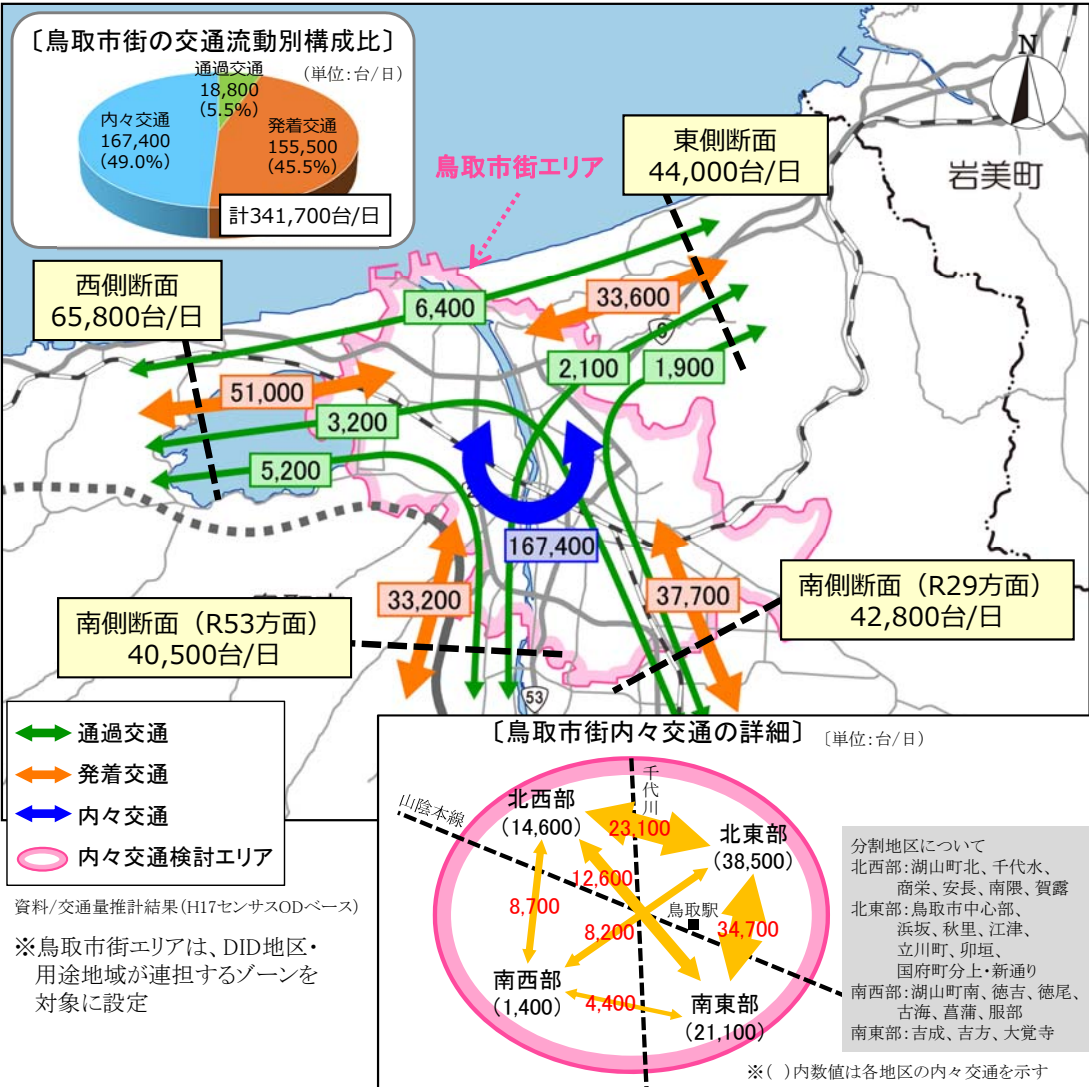 〔鳥取市街の交通流動別構成比〕
(単位:台/日)
通過交通
18,800
(5.5%)
内々交通
167,400
(49.0%)
発着交通
155,500
(45.5%)
計341,700台/日
N
鳥取市街エリア
東側断面
44,000台/日
岩美町
西側断面
65,800台/日
6,400
33,600
9
2,100
1,900
51,000
3,200
5,200
167,400
33,200
37,700
南側断面（R53方面）
40,500台/日
南側断面（R29方面）
42,800台/日
53
通過交通
発着交通
内々交通
内々交通検討エリア
資料/交通量推計結果(H17センサスODベース)
※鳥取市街エリアは、DID地区・
用途地域が連担するゾーンを
対象に設定
〔鳥取市街内々交通の詳細〕
〔単位:台/日〕
千代川
山陰本線
北西部
(14,600)
23,100
北東部
(38,500)
12,600
8,700
鳥取駅
8,200
34,700
南西部
(1,400)
4,400
南東部
(21,100)
分割地区について
北西部:湖山町北、千代水、
商栄、安長、南隈、賀露
北東部:鳥取市中心部、
浜坂、秋里、江津、
立川町、卯垣、
国府町分上・新通り
南西部:湖山町南、徳吉、徳尾、
古海、菖蒲、服部
南東部:吉成、吉方、大覚寺
※( )内数値は各地区の内々交通を示す